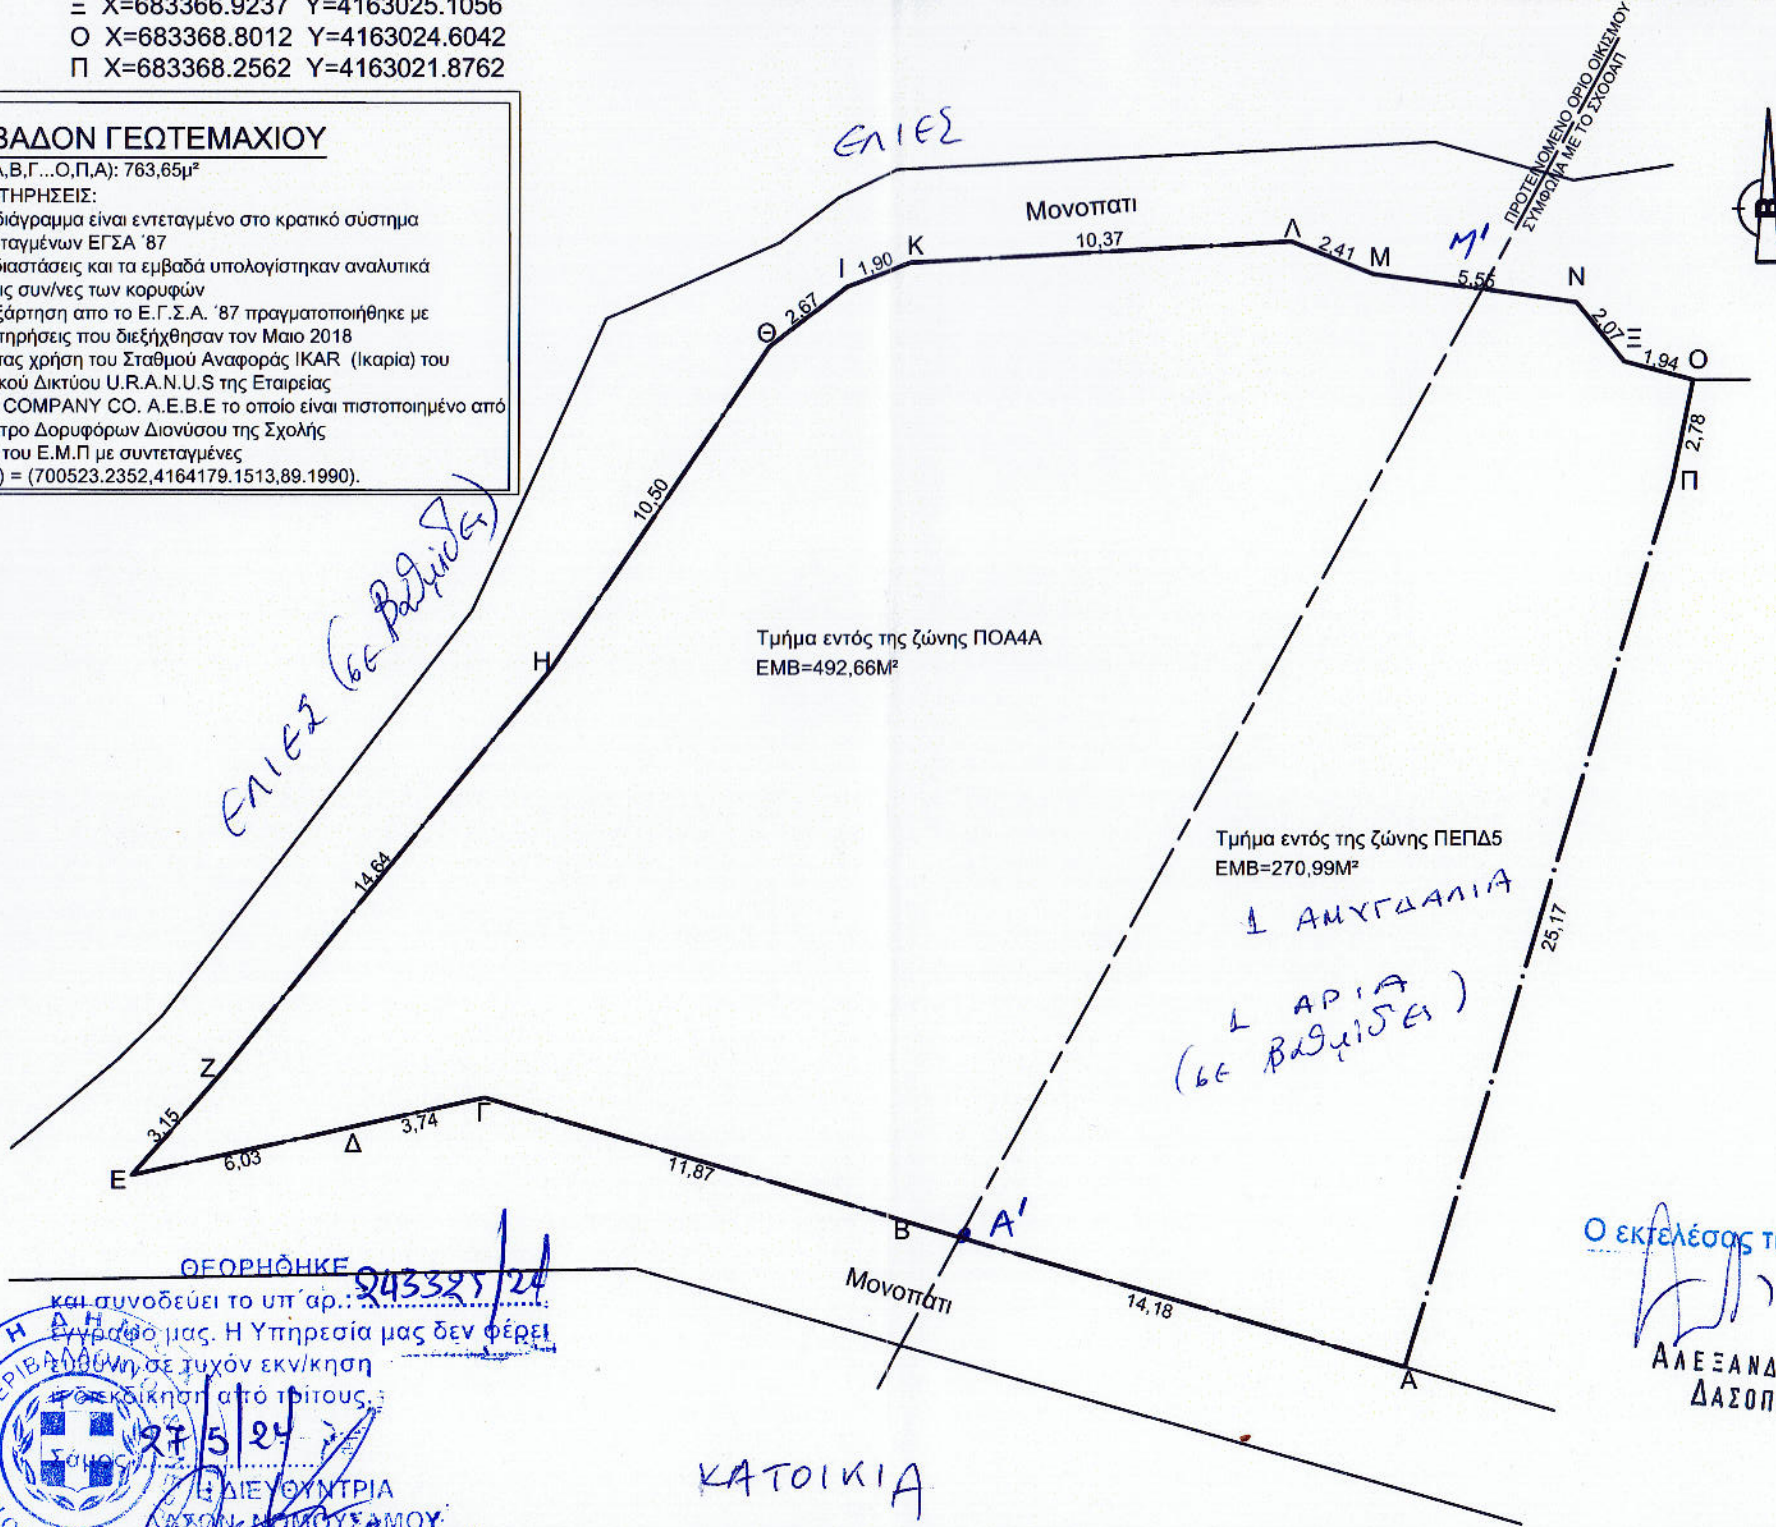 Ξ X=683366.9237 Y=4163025.1056
Ο X=683368.8012 Y=4163024.6042
Π X=683368.2562 Y=4163021.8762
ΒΑΔΟΝ ΓΕΩΤΕΜΑΧΙΟΥ
Α,Β,Γ...Ο,Π,Α): 763,65μ²
ΤΗΡΗΣΕΙΣ:
διάγραμμα είναι εντεταγμένο στο κρατικό σύστημα
ταγμένων ΕΓΣΑ ΄87
διαστάσεις και τα εμβαδά υπολογίστηκαν αναλυτικά
ις συν/νες των κορυφών
ξάρτηση απο το Ε.Γ.Σ.Α. ΄87 πραγματοποιήθηκε με
τηρήσεις που διεξήχθησαν τον Μαιο 2018
τας χρήση του Σταθμού Αναφοράς IKAR (Ικαρία) του
κού Δικτύου U.R.A.N.U.S της Εταιρείας
COMPANY CO. A.E.B.E το οποίο είναι πιστοποιημένο από
τρο Δορυφόρων Διονύσου της Σχολής
του Ε.Μ.Π με συντεταγμένες
) = (700523.2352,4164179.1513,89.1990).
ΕΛΙΕΣ
ΠΡΟΤΕΙΝΟΜΕΝΟ ΟΡΙΟ ΟΙΚΙΣΜΟΥ
ΣΥΜΦΩΝΑ ΜΕ ΤΟ ΣΧΟΟΑΠ
Β
Μονοπατι
Ι 1,90 Κ 10,37 Λ 2,41 Μ Μ' 5,55 Ν
Θ 2,67
2,07 Ξ 1,94 Ο
2,78
Π
10,50
ΕΛΙΕΣ (σε βαθμίδες)
Η
Τμήμα εντός της ζώνης ΠΟΑ4Α
ΕΜΒ=492,66Μ²
Τμήμα εντός της ζώνης ΠΕΠΔ5
ΕΜΒ=270,99Μ²
1 ΑΜΥΓΔΑΛΙΑ
1 ΑΡΙΑ
(σε βαθμίδες)
14,64
25,17
Ζ
3,15
Ε 6,03 Δ 3,74 Γ
11,87
Β Α'
Μονοπατι
14,18
Α
ΘΕΩΡΗΘΗΚΕ
και συνοδεύει το υπ΄αρ.: 243325/24
έγγραφό μας. Η Υπηρεσία μας δεν φέρει
ευθύνη σε τυχόν εκν/κηση
ή διεκδίκηση από τρίτους.
Σάμος 27/5/24
Η ΔΙΕΥΘΥΝΤΡΙΑ
ΔΑΣΩΝ ΝΟΜΟΥ ΣΑΜΟΥ
ΚΑΤΟΙΚΙΑ
Ο εκτελέσας τ
ΑΛΕΞΑΝΔ
ΔΑΣΟΠ